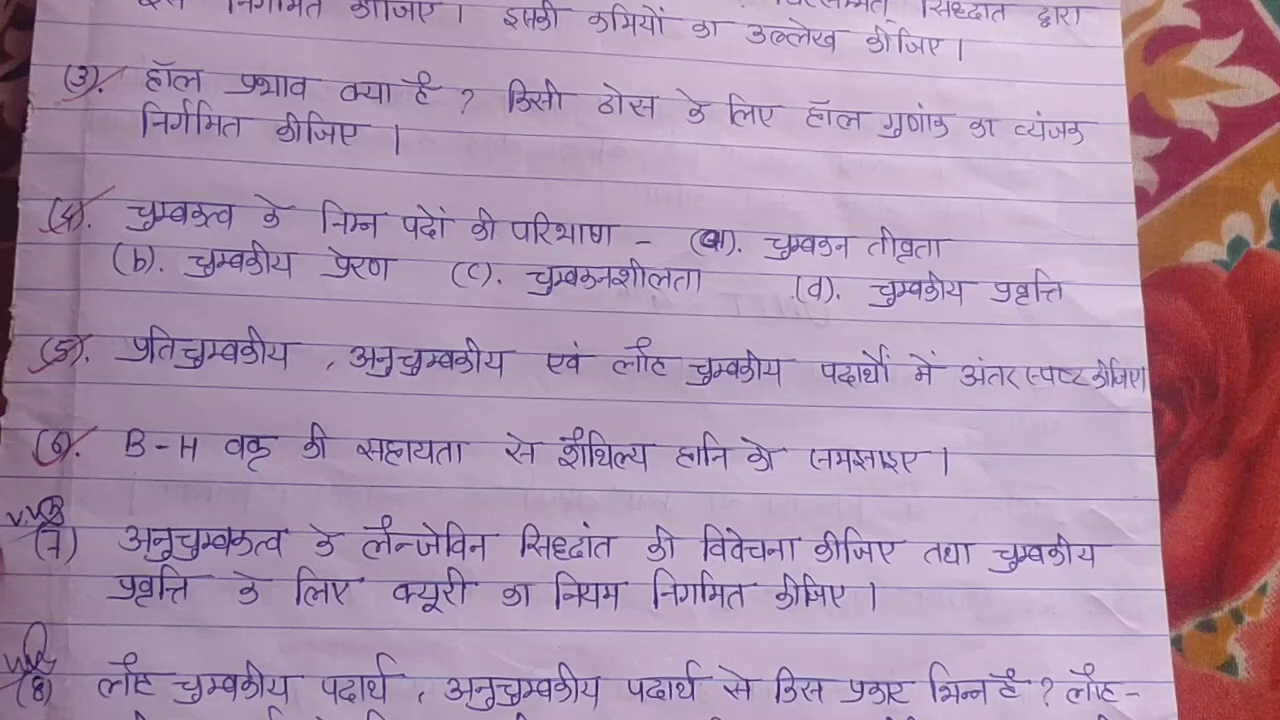 इसे निगमित कीजिए। इसकी कमियों का उल्लेख कीजिए। सिद्धांत द्वारा
(3). हॉल प्रभाव क्या है? किसी ठोस के लिए हॉल गुणांक का व्यंजक
निर्गमित कीजिए।
(4). चुम्बकत्व के निम्न पदों की परिभाषा - (a). चुम्बकन तीव्रता
(b). चुम्बकीय प्रेरण (c). चुम्बकनशीलता (d). चुम्बकीय प्रवृत्ति
(5). प्रतिचुम्बकीय, अनुचुम्बकीय एवं लौह चुम्बकीय पदार्थों में अंतर स्पष्ट कीजिए।
(6). B-H वक्र की सहायता से शैथिल्य हानि को समझाइए।
(7) अनुचुम्बकत्व के लैन्जेविन सिद्धांत की विवेचना कीजिए तथा चुम्बकीय
प्रवृत्ति के लिए क्यूरी का नियम निगमित कीजिए।
(8) लौह चुम्बकीय पदार्थ, अनुचुम्बकीय पदार्थ से किस प्रकार भिन्न है? लौह-